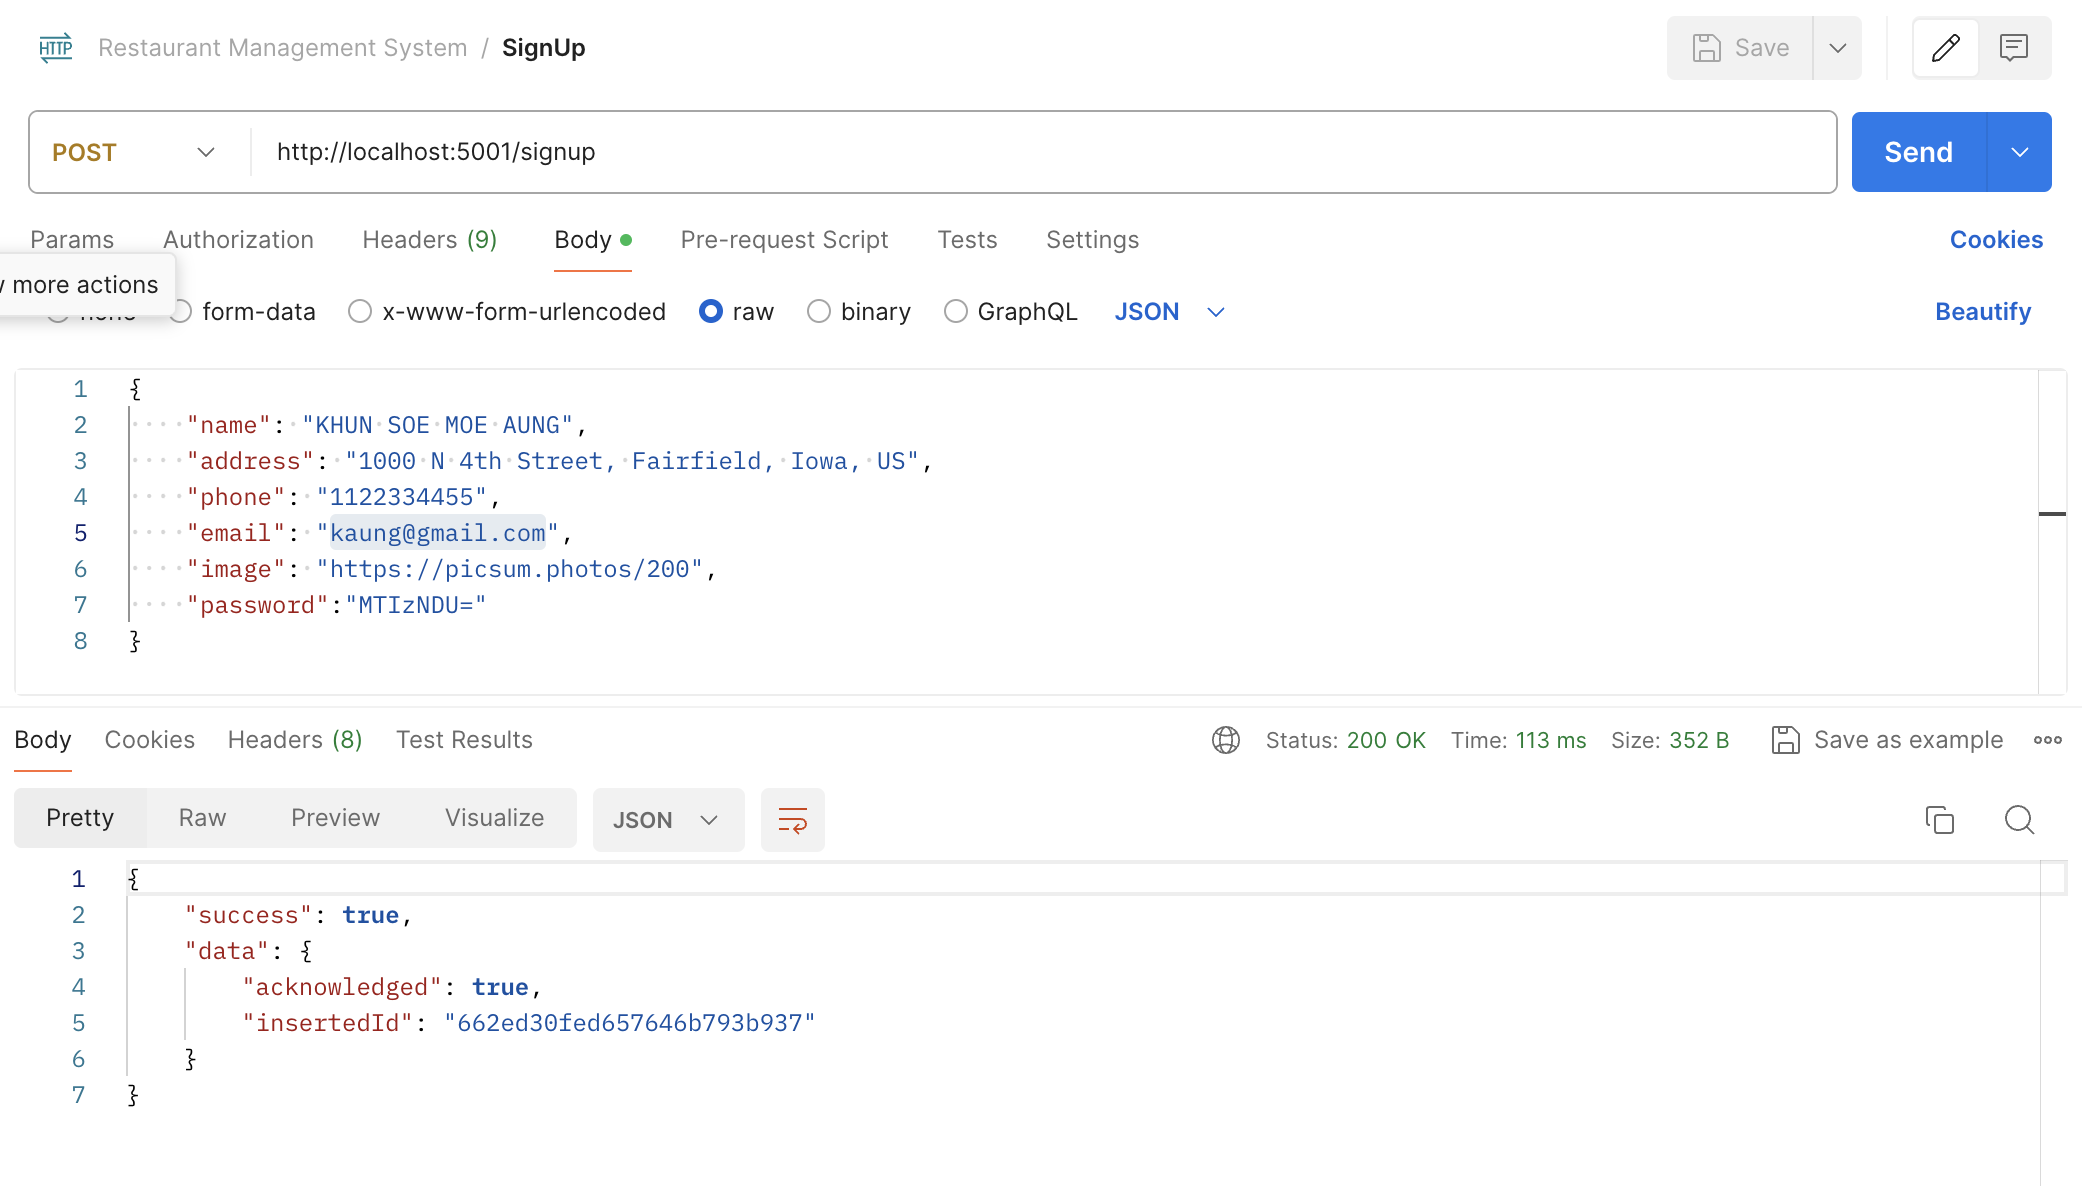 HTTP Restaurant Management System / SignUp Save
POST http://localhost:5001/signup Send
Params Authorization Headers (9) Body Pre-request Script Tests Settings Cookies
more actions
form-data x-www-form-urlencoded raw binary GraphQL JSON Beautify
1 {
2 "name": "KHUN SOE MOE AUNG",
3 "address": "1000 N 4th Street, Fairfield, Iowa, US",
4 "phone": "1122334455",
5 "email": "kaung@gmail.com",
6 "image": "https://picsum.photos/200",
7 "password":"MTIzNDU="
8 }
Body Cookies Headers (8) Test Results Status: 200 OK Time: 113 ms Size: 352 B Save as example
Pretty Raw Preview Visualize JSON
1 {
2 "success": true,
3 "data": {
4 "acknowledged": true,
5 "insertedId": "662ed30fed657646b793b937"
6 }
7 }